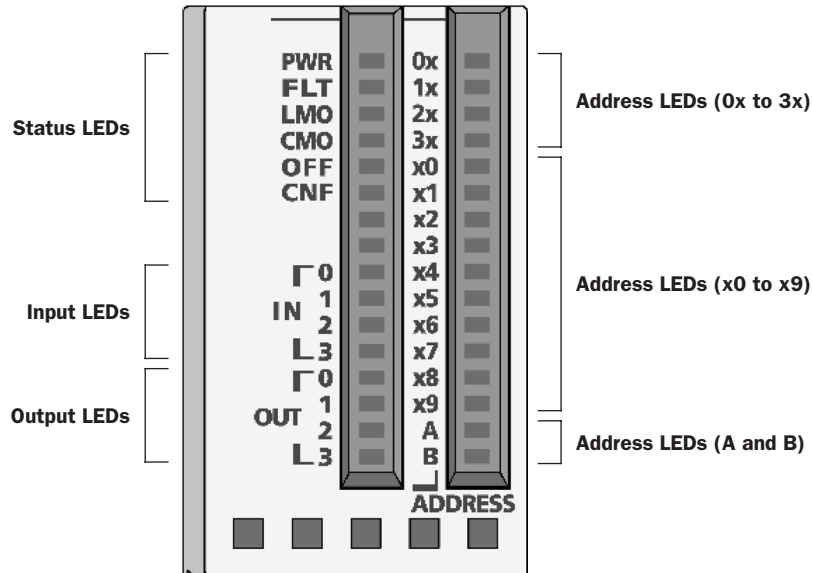 PWR 0x
FLT 1x
LMO 2x
CMO 3x
OFF x0
CNF x1
x2
x3
0 x4
1 x5
IN
2 x6
3 x7
0 x8
1 x9
OUT
2 A
3 B
ADDRESS
Status LEDs
Input LEDs
Output LEDs
Address LEDs (0x to 3x)
Address LEDs (x0 to x9)
Address LEDs (A and B)